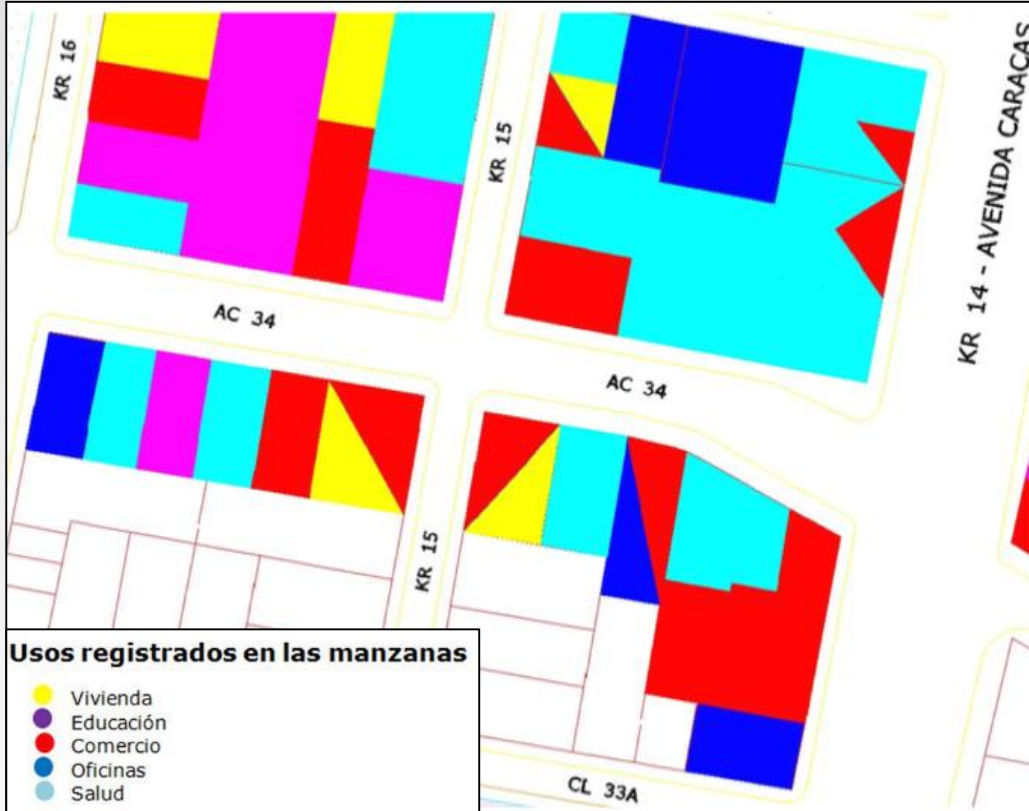 KR 16
KR 15
KR 14 - AVENIDA CARACAS
AC 34
AC 34
KR 15
CL 33A
Usos registrados en las manzanas
Vivienda
Educación
Comercio
Oficinas
Salud